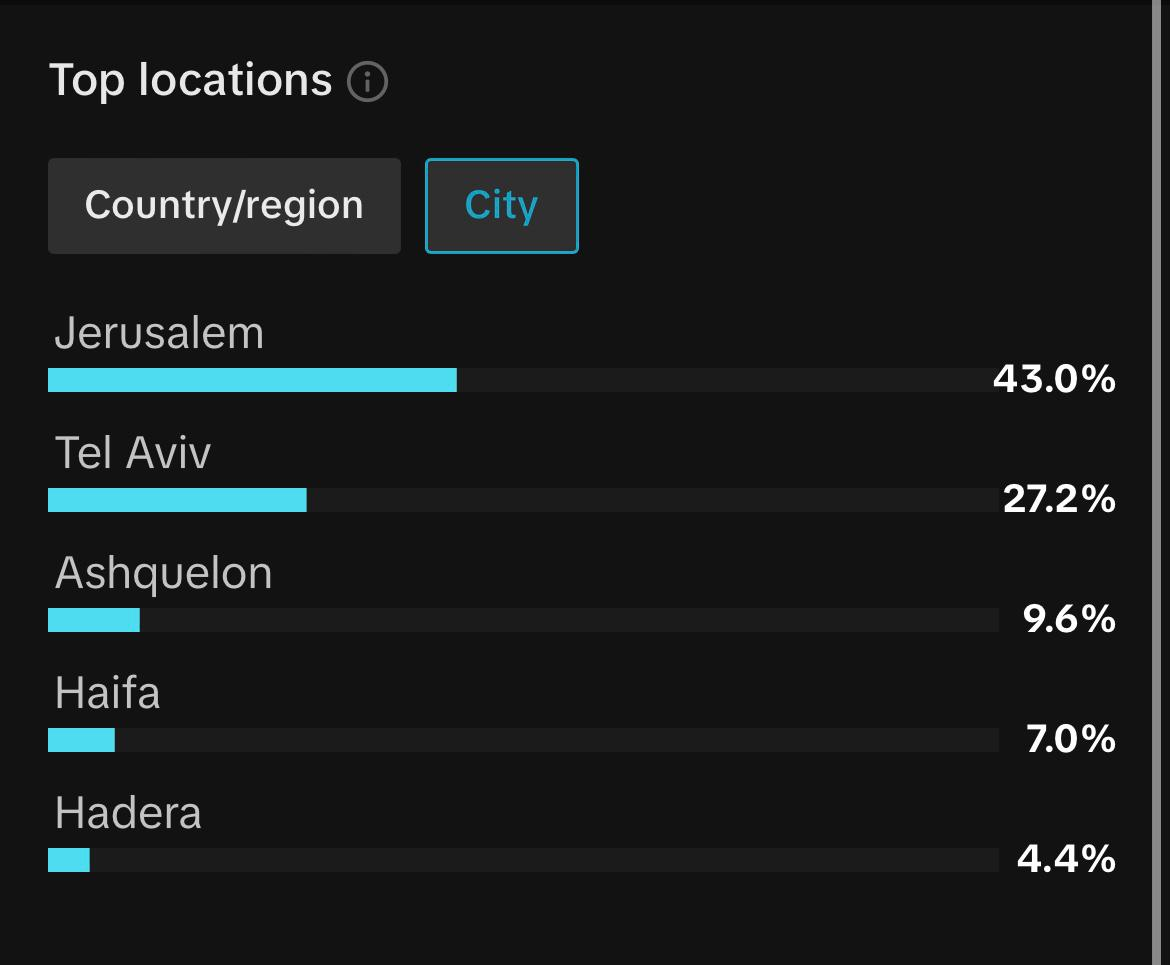 Top locations
Country/region City
Jerusalem
43.0%
Tel Aviv
27.2%
Ashquelon
9.6%
Haifa
7.0%
Hadera
4.4%